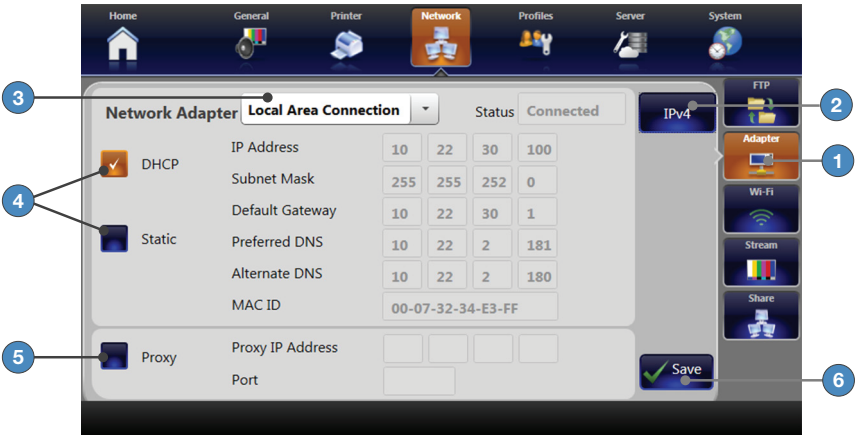 Home General Printer Network Profiles Server System
FTP
3
Network Adapter Local Area Connection Status Connected
IPv4
2
Adapter
1
DHCP
IP Address 10 22 30 100
Subnet Mask 255 255 252 0
Wi-Fi
4
Default Gateway 10 22 30 1
Static
Preferred DNS 10 22 2 181
Stream
Alternate DNS 10 22 2 180
MAC ID 00-07-32-34-E3-FF
Share
5
Proxy
Proxy IP Address
Port
Save
6